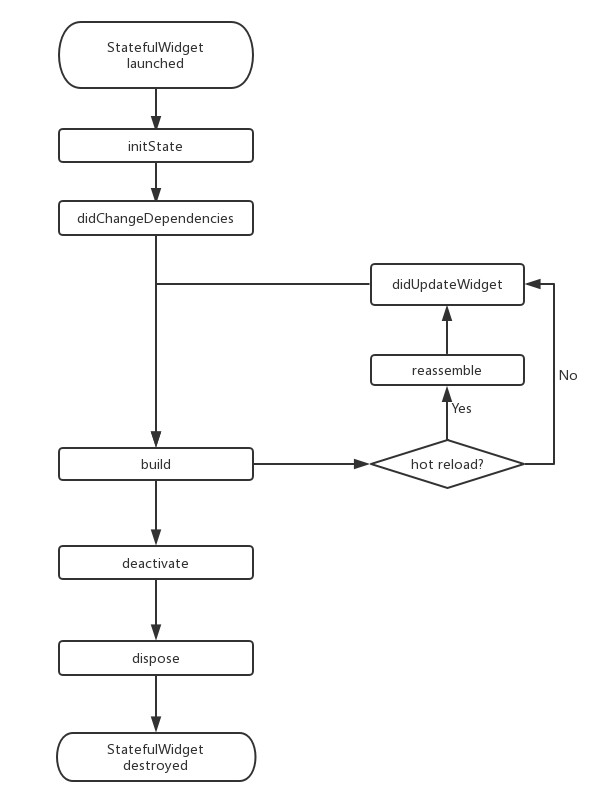 StatefulWidget
launched
initState
didChangeDependencies
didUpdateWidget
reassemble
No
Yes
build
hot reload?
deactivate
dispose
StatefulWidget
destroyed